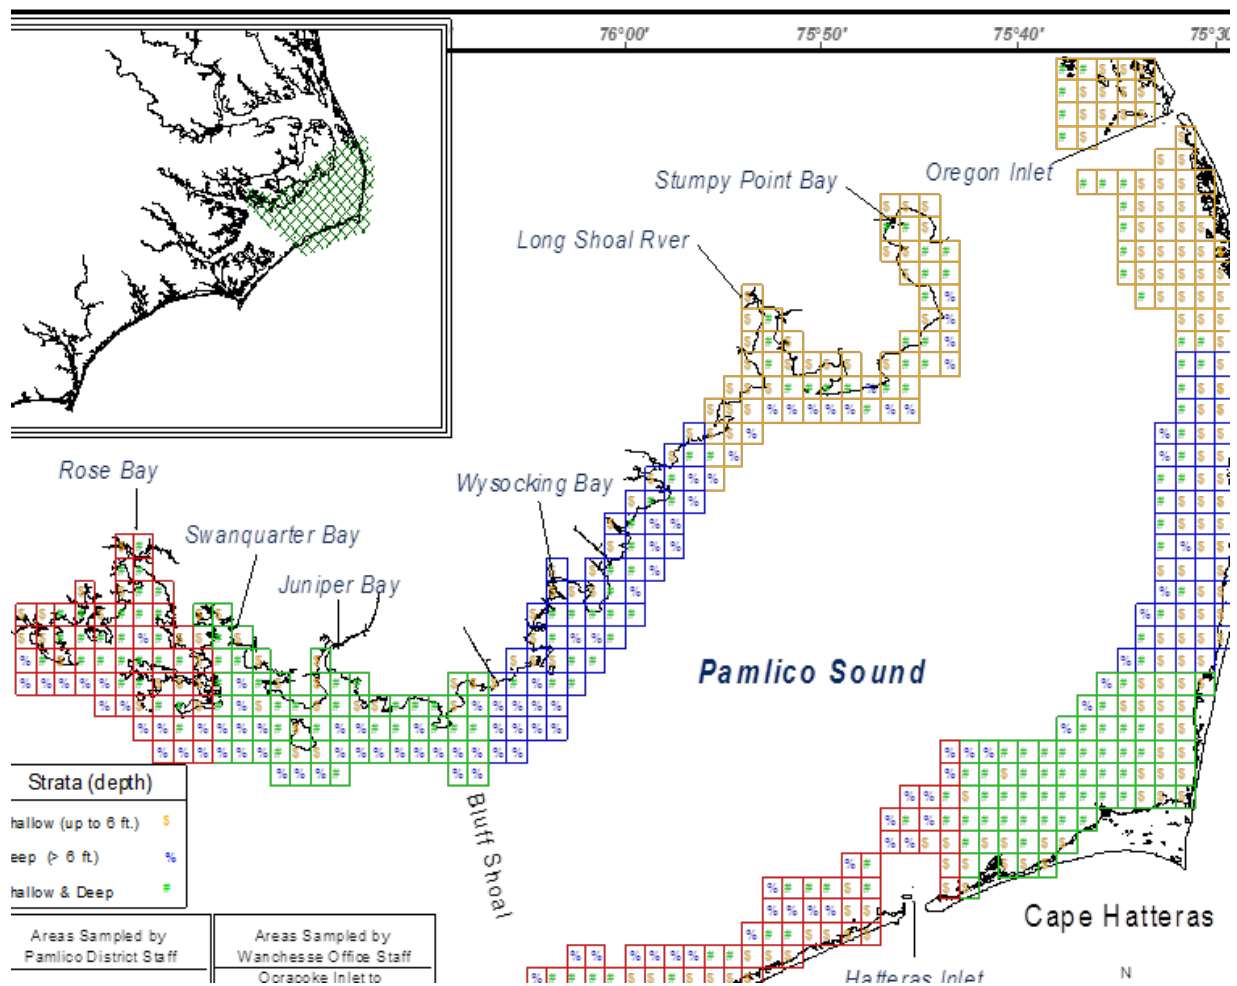 76°00'
75°50'
75°40'
75°30
Oregon Inlet
Stumpy Point Bay
Long Shoal Rver
Rose Bay
Wysocking Bay
Swanquarter Bay
Juniper Bay
Pamlico Sound
Strata (depth)
hallow (up to 6 ft.) $
eep (> 6 ft.) %
hallow & Deep #
Bluff Shoal
Cape Hatteras
Areas Sampled by
Pamlico District Staff
Areas Sampled by
Wanchesse Office Staff
Ocracoke Inlet to
Hatteras Inlet
N